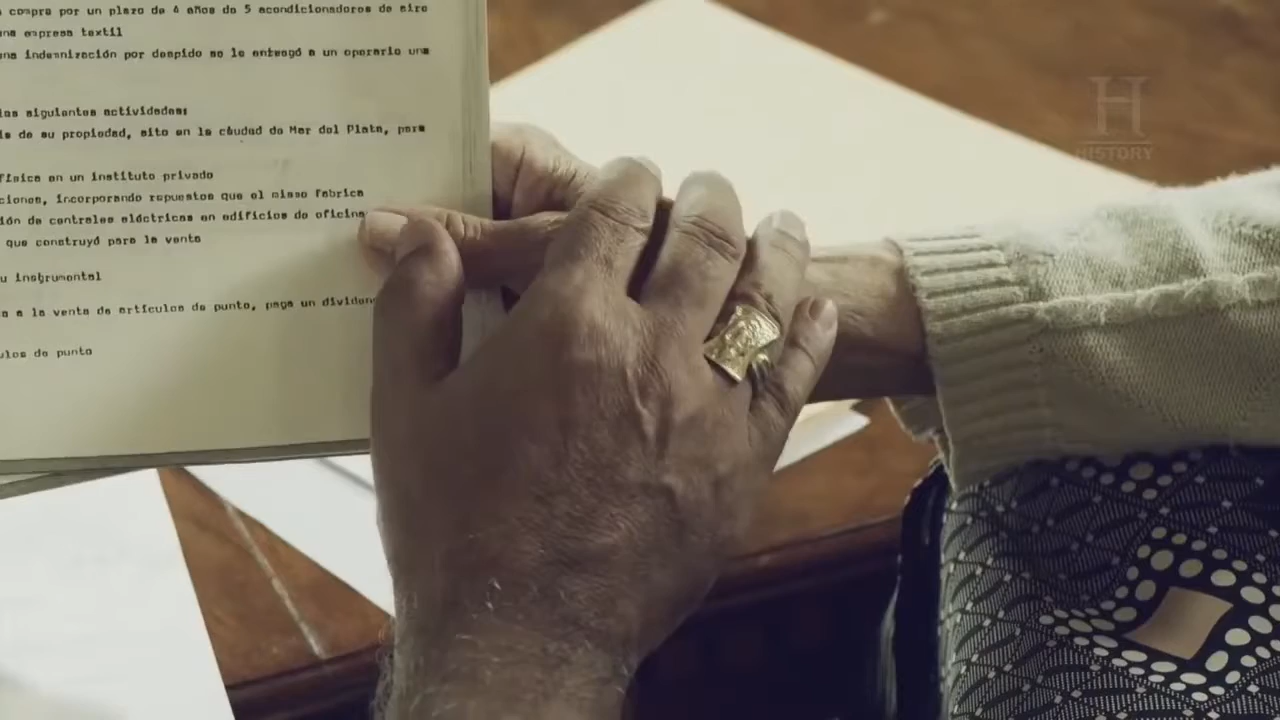 compra por un plazo de 4 años de 5 acondicionadores de aire
una empresa textil
una indemnización por despido se le entregó a un operario una
las siguientes actividades:
de su propiedad, sito en la ciudad de Mar del Plata, para
física en un instituto privado
ciones, incorporando repuestos que el mismo fabrica
ión de centrales eléctricas en edificios de oficina
que construyó para la venta
u instrumental
a a la venta de artículos de punto, paga un dividen
ulos de punto
H
HISTORY